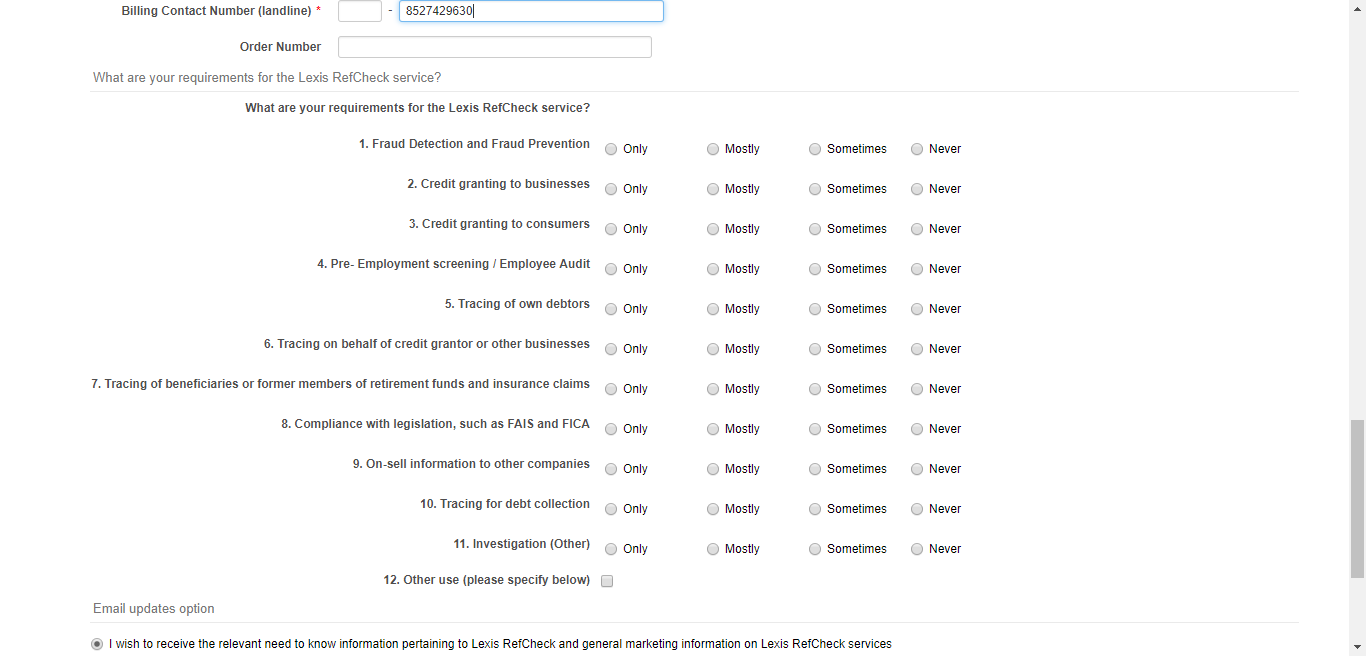 Billing Contact Number (landline) * - 8527429630
Order Number
What are your requirements for the Lexis RefCheck service?
What are your requirements for the Lexis RefCheck service?
1. Fraud Detection and Fraud Prevention Only Mostly Sometimes Never
2. Credit granting to businesses Only Mostly Sometimes Never
3. Credit granting to consumers Only Mostly Sometimes Never
4. Pre- Employment screening / Employee Audit Only Mostly Sometimes Never
5. Tracing of own debtors Only Mostly Sometimes Never
6. Tracing on behalf of credit grantor or other businesses Only Mostly Sometimes Never
7. Tracing of beneficiaries or former members of retirement funds and insurance claims Only Mostly Sometimes Never
8. Compliance with legislation, such as FAIS and FICA Only Mostly Sometimes Never
9. On-sell information to other companies Only Mostly Sometimes Never
10. Tracing for debt collection Only Mostly Sometimes Never
11. Investigation (Other) Only Mostly Sometimes Never
12. Other use (please specify below)
Email updates option
I wish to receive the relevant need to know information pertaining to Lexis RefCheck and general marketing information on Lexis RefCheck services